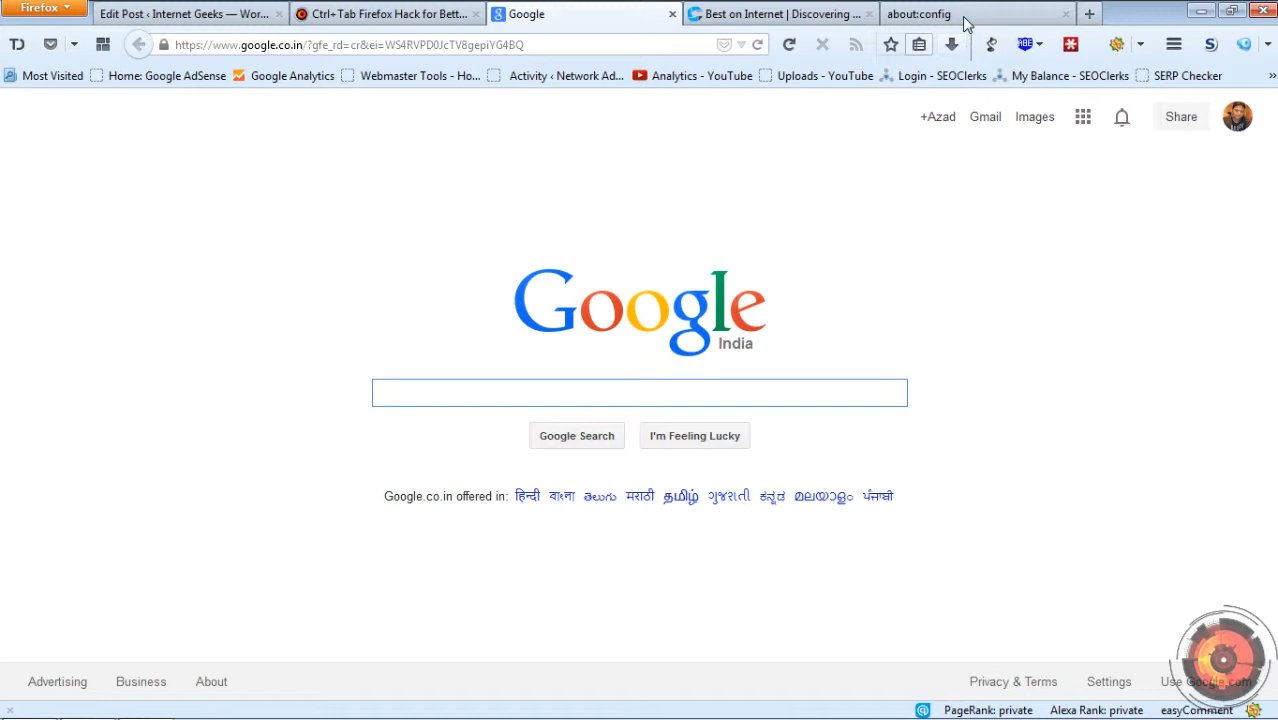 Firefox
Edit Post ‹ Internet Geeks — Wor...
Ctrl+Tab Firefox Hack for Bett...
Google
Best on Internet | Discovering ...
about:config
https://www.google.co.in/?gfe_rd=cr&ei=WS4RVPD0JcTV8gepiYG4BQ
ABE
Most Visited
Home: Google AdSense
Google Analytics
Webmaster Tools - Ho...
Activity ‹ Network Ad...
Analytics - YouTube
Uploads - YouTube
Login - SEOClerks
My Balance - SEOClerks
SERP Checker
+Azad Gmail Images Share
Google
India
Google Search
I'm Feeling Lucky
Google.co.in offered in: हिन्दी বাংলা తెలుగు मराठी தமிழ் ગુજરાતી ಕನ್ನಡ മലയാളം ਪੰਜਾਬੀ
Advertising Business About
Privacy & Terms Settings Use Google.com
PageRank: private Alexa Rank: private easyComment